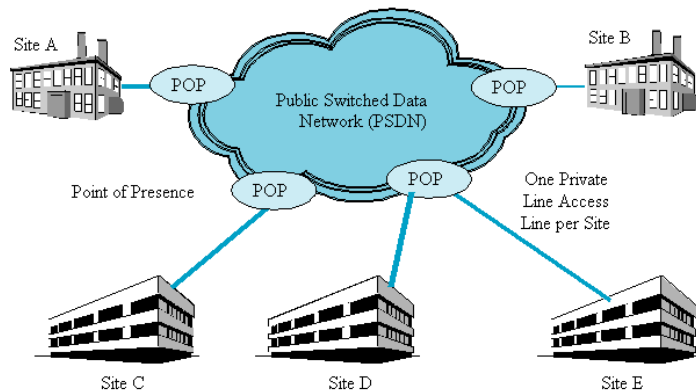 Site A
Site B
POP
POP
Public Switched Data
Network (PSDN)
Point of Presence
POP
POP
One Private
Line Access
Line per Site
Site C
Site D
Site E